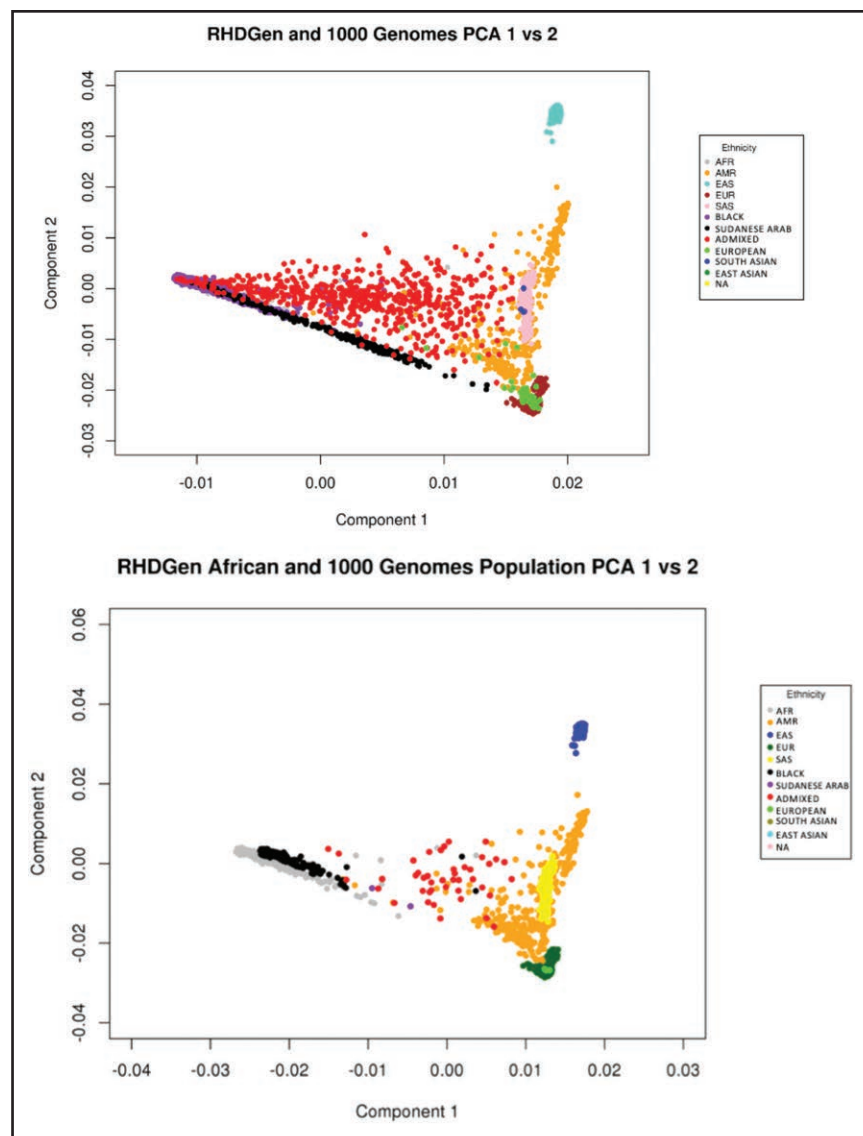 RHDGen and 1000 Genomes PCA 1 vs 2
0.04
0.03
0.02
0.01
0.00
-0.01
-0.02
-0.03
Component 2
-0.01
0.00
0.01
0.02
Component 1
Ethnicity
AFR
AMR
EAS
EUR
SAS
BLACK
SUDANESE ARAB
ADMIXED
EUROPEAN
SOUTH ASIAN
EAST ASIAN
NA
RHDGen African and 1000 Genomes Population PCA 1 vs 2
0.06
0.04
0.02
0.00
-0.02
-0.04
Component 2
-0.04
-0.03
-0.02
-0.01
0.00
0.01
0.02
0.03
Component 1
Ethnicity
AFR
AMR
EAS
EUR
SAS
BLACK
SUDANESE ARAB
ADMIXED
EUROPEAN
SOUTH ASIAN
EAST ASIAN
NA